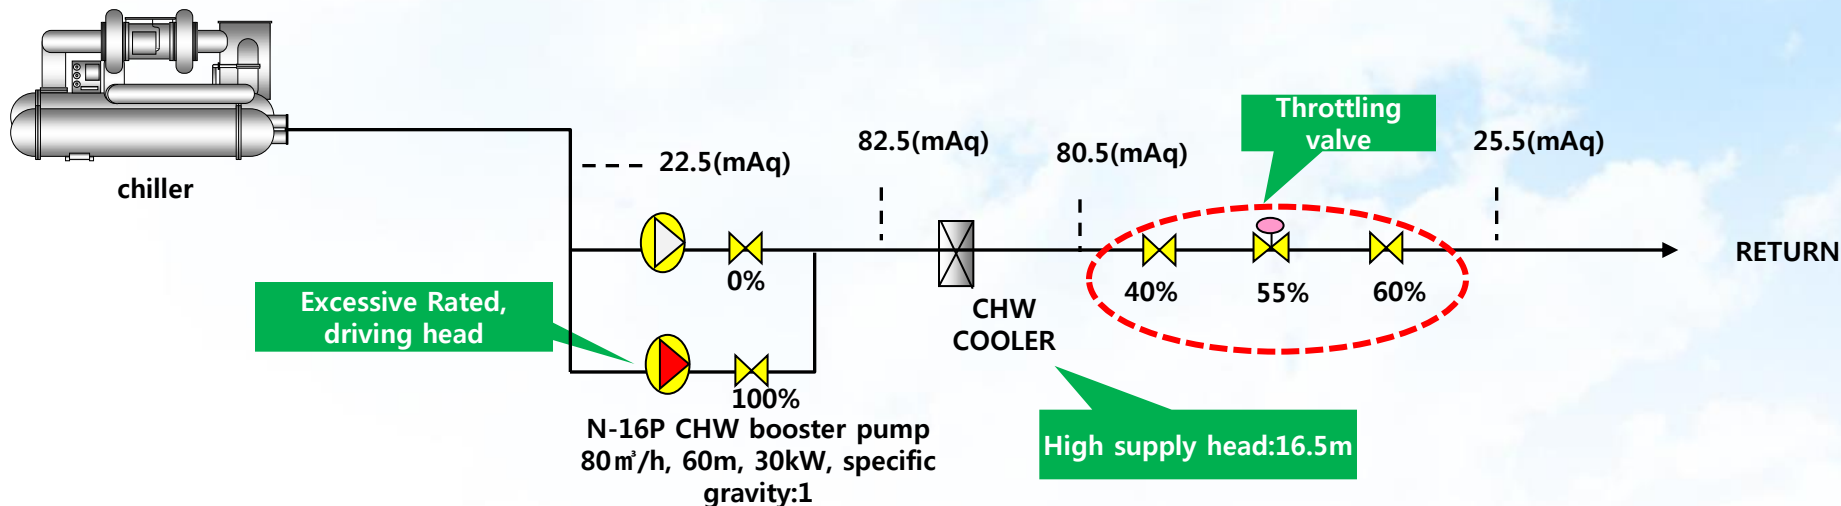 Throttling
valve
82.5(mAq)
80.5(mAq)
25.5(mAq)
22.5(mAq)
chiller
RETURN
0%
40%
55%
60%
Excessive Rated,
driving head
CHW
COOLER
100%
N-16P CHW booster pump
80㎥/h, 60m, 30kW, specific
gravity:1
High supply head:16.5m